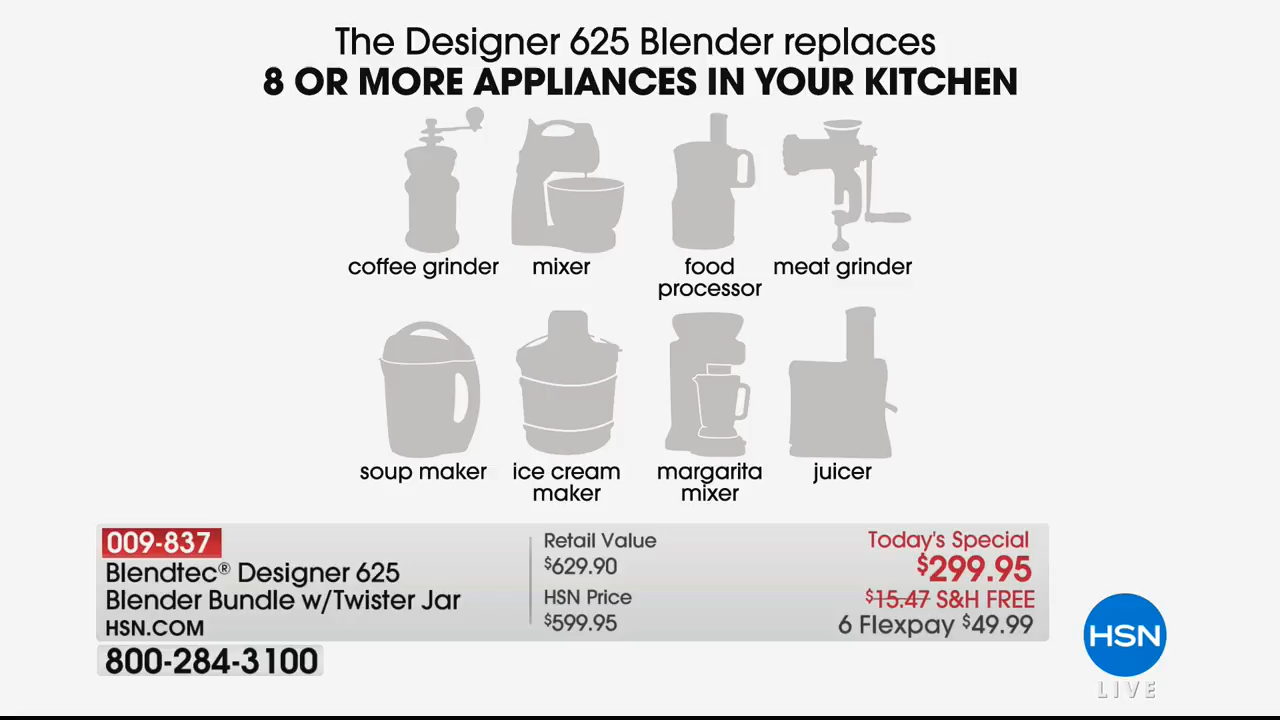 The Designer 625 Blender replaces
8 OR MORE APPLIANCES IN YOUR KITCHEN
coffee grinder
mixer
food
processor
meat grinder
soup maker
ice cream
maker
margarita
mixer
juicer
009-837
Blendtec® Designer 625
Blender Bundle w/Twister Jar
HSN.COM
800-284-3100
Retail Value
$629.90
HSN Price
$599.95
Today's Special
$299.95
$15.47 S&H FREE
6 Flexpay $49.99
HSN
LIVE